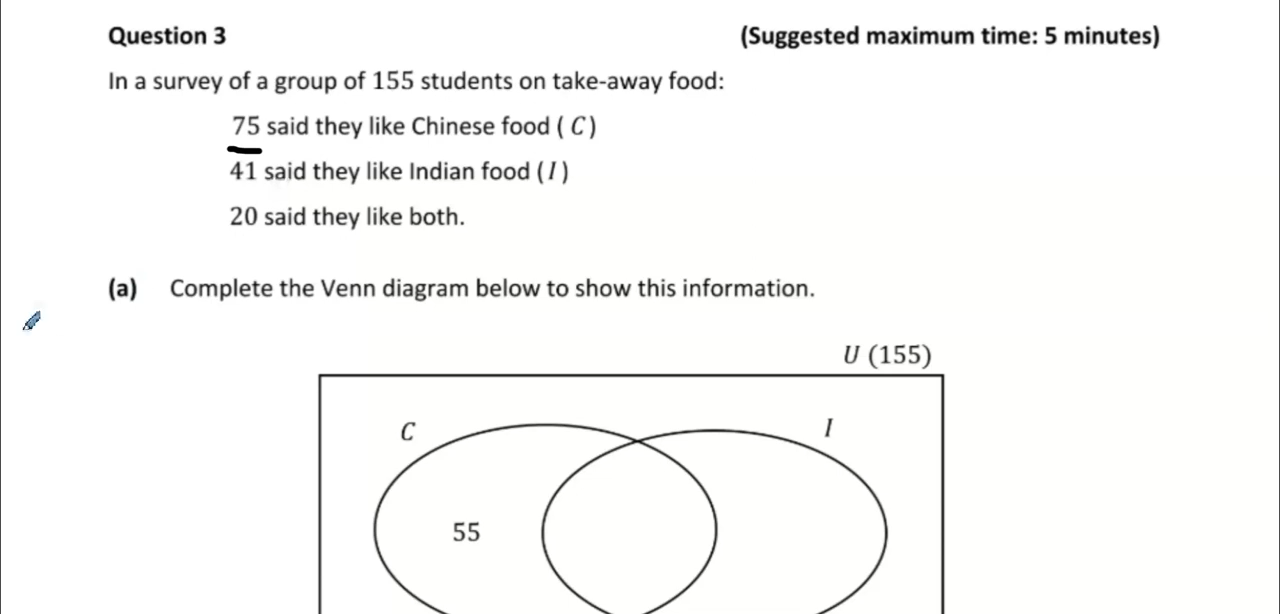 Question 3 (Suggested maximum time: 5 minutes)
In a survey of a group of 155 students on take-away food:
75 said they like Chinese food ( C )
41 said they like Indian food ( I )
20 said they like both.
(a) Complete the Venn diagram below to show this information.
U (155)
C I
55